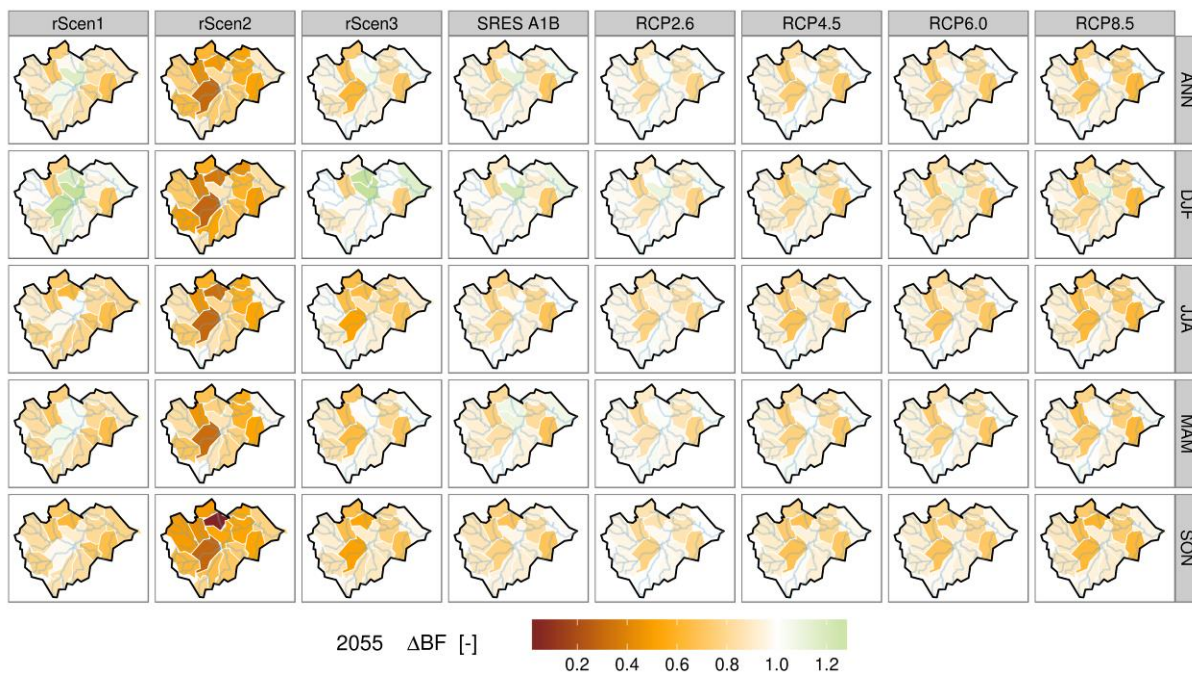 rScen1 rScen2 rScen3 SRES A1B RCP2.6 RCP4.5 RCP6.0 RCP8.5
ANN
DJF
JJA
MAM
SON
2055 ΔBF [-]
0.2 0.4 0.6 0.8 1.0 1.2